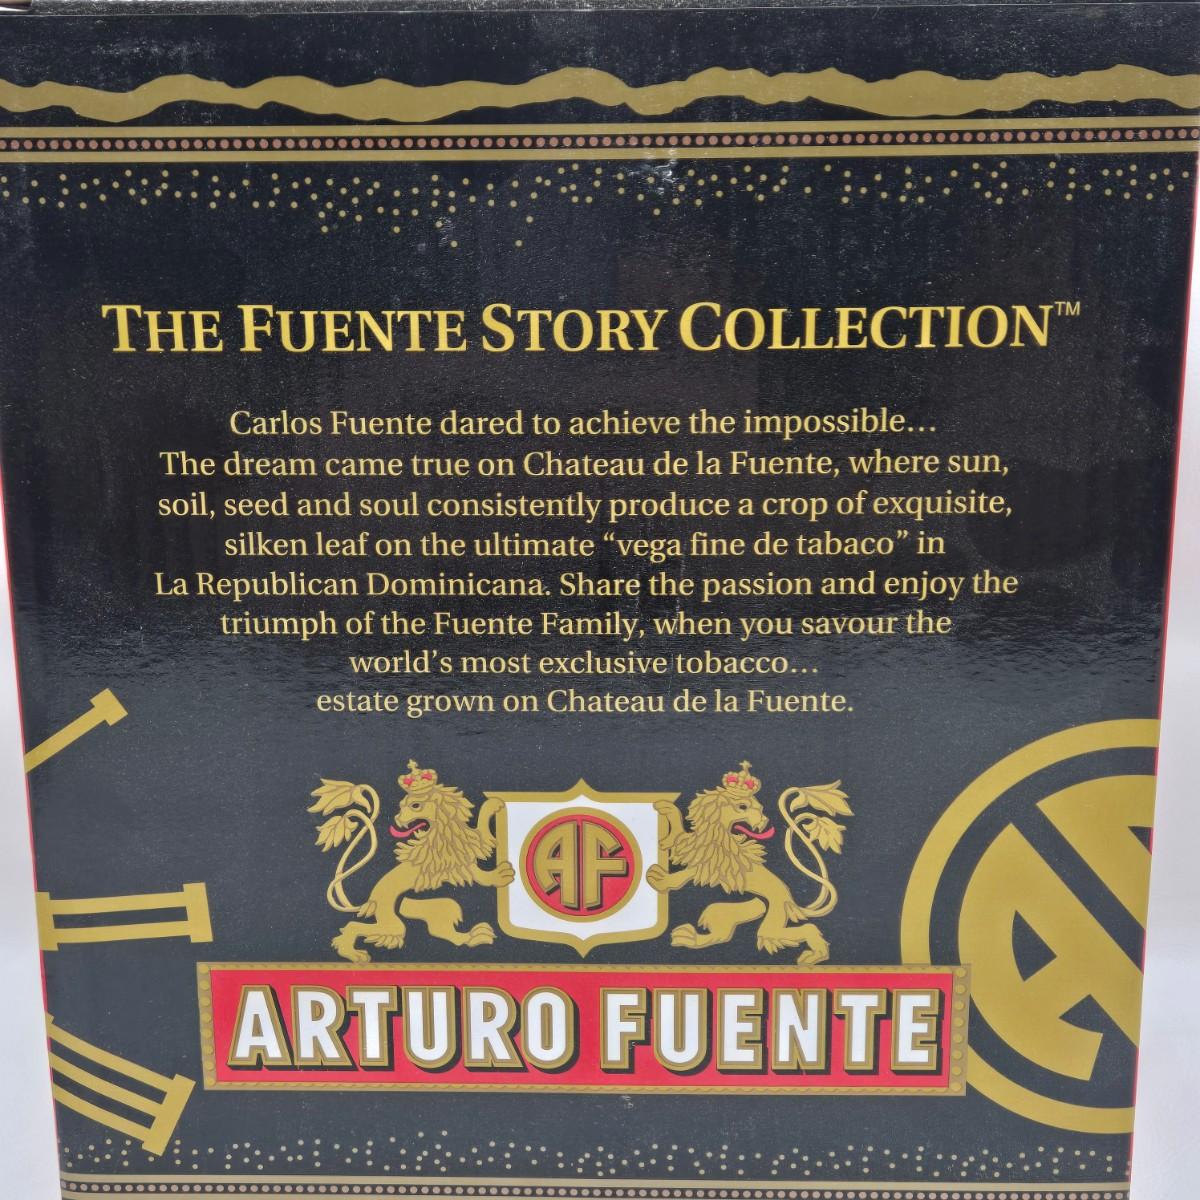 THE FUENTE STORY COLLECTION™
Carlos Fuente dared to achieve the impossible...
The dream came true on Chateau de la Fuente, where sun,
soil, seed and soul consistently produce a crop of exquisite,
silken leaf on the ultimate “vega fine de tabaco” in
La Republican Dominicana. Share the passion and enjoy the
triumph of the Fuente Family, when you savour the
world's most exclusive tobacco...
estate grown on Chateau de la Fuente.
AF
ARTURO FUENTE